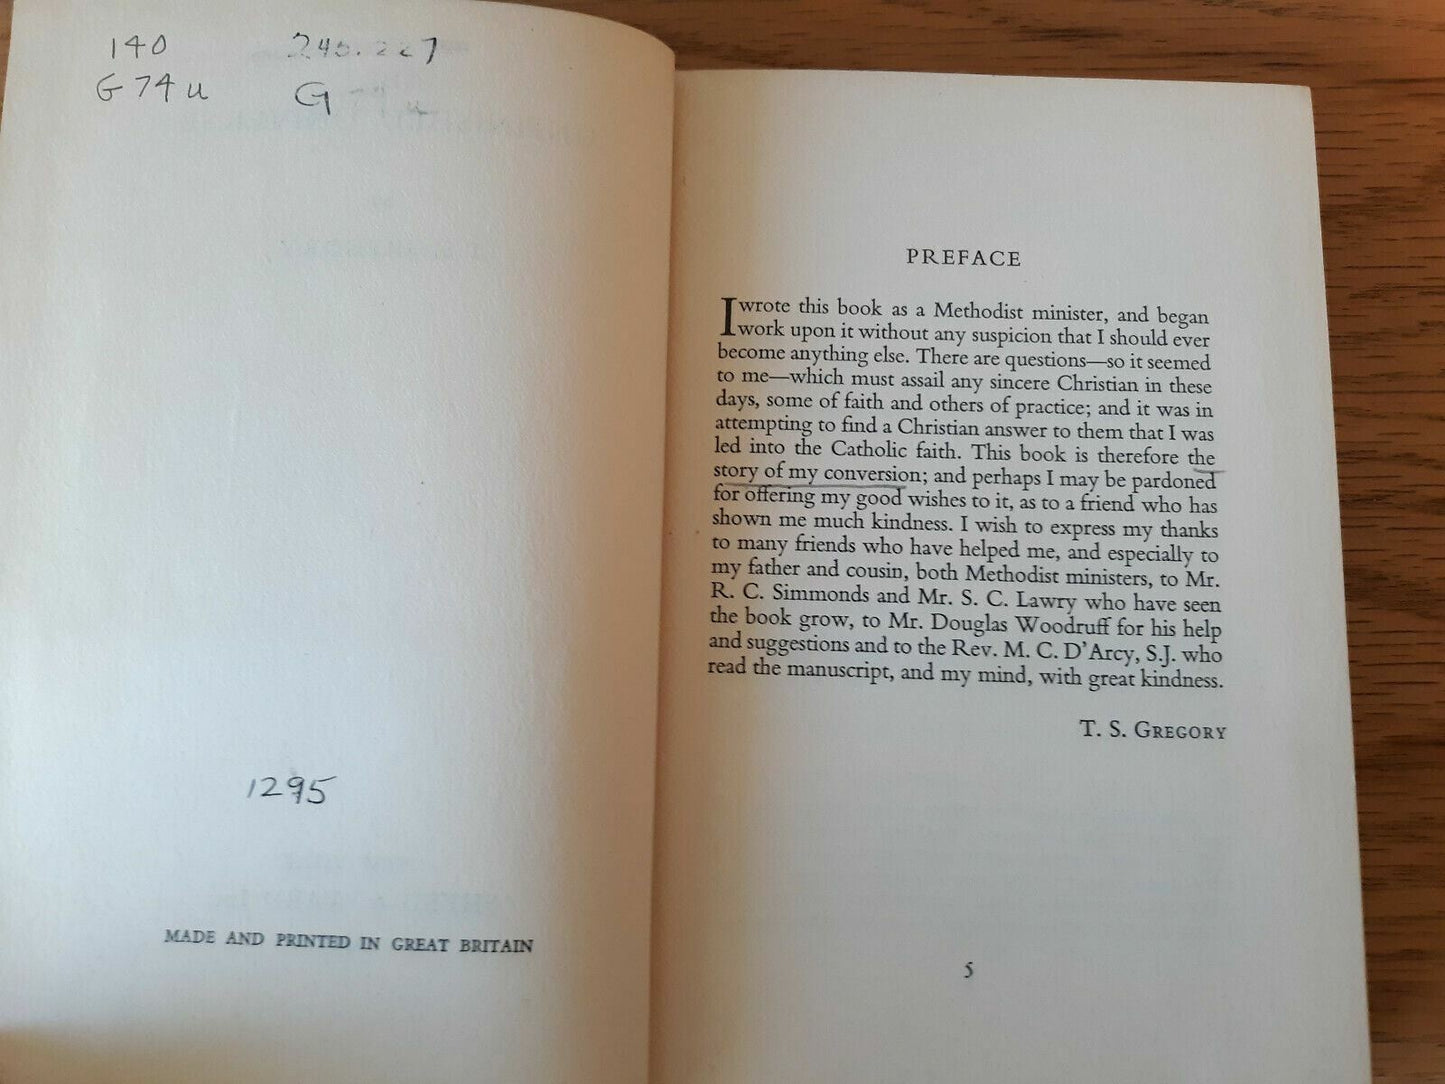 140
G74u
G
1295
MADE AND PRINTED IN GREAT BRITAIN
PREFACE
I wrote this book as a Methodist minister, and began
work upon it without any suspicion that I should ever
become anything else. There are questions—so it seemed
to me—which must assail any sincere Christian in these
days, some of faith and others of practice; and it was in
attempting to find a Christian answer to them that I was
led into the Catholic faith. This book is therefore the
story of my conversion; and perhaps I may be pardoned
for offering my good wishes to it, as to a friend who has
shown me much kindness. I wish to express my thanks
to many friends who have helped me, and especially to
my father and cousin, both Methodist ministers, to Mr.
R. C. Simmonds and Mr. S. C. Lawry who have seen
the book grow, to Mr. Douglas Woodruff for his help
and suggestions and to the Rev. M. C. D'Arcy, S.J. who
read the manuscript, and my mind, with great kindness.
T. S. GREGORY
5